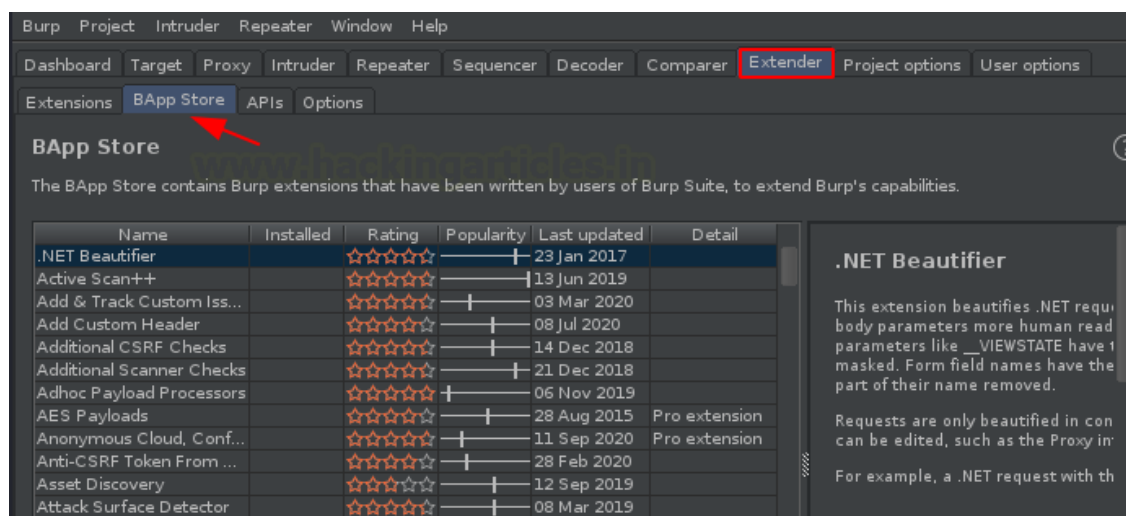 Burp Project Intruder Repeater Window Help
Dashboard Target Proxy Intruder Repeater Sequencer Decoder Comparer Extender Project options User options
Extensions BApp Store APIs Options
BApp Store
www.hackingarticles.in
The BApp Store contains Burp extensions that have been written by users of Burp Suite, to extend Burp's capabilities.
Name Installed Rating Popularity Last updated Detail
.NET Beautifier 23 Jan 2017
Active Scan++ 13 Jun 2019
Add & Track Custom Iss... 03 Mar 2020
Add Custom Header 08 Jul 2020
Additional CSRF Checks 14 Dec 2018
Additional Scanner Checks 21 Dec 2018
Adhoc Payload Processors 06 Nov 2019
AES Payloads 28 Aug 2015 Pro extension
Anonymous Cloud, Conf... 11 Sep 2020 Pro extension
Anti-CSRF Token From ... 28 Feb 2020
Asset Discovery 12 Sep 2019
Attack Surface Detector 08 Mar 2019
.NET Beautifier
This extension beautifies .NET
body parameters more human read
parameters like __VIEWSTATE have
masked. Form field names have the
part of their name removed.
Requests are only beautified in con
can be edited, such as the Proxy
For example, a .NET request with th